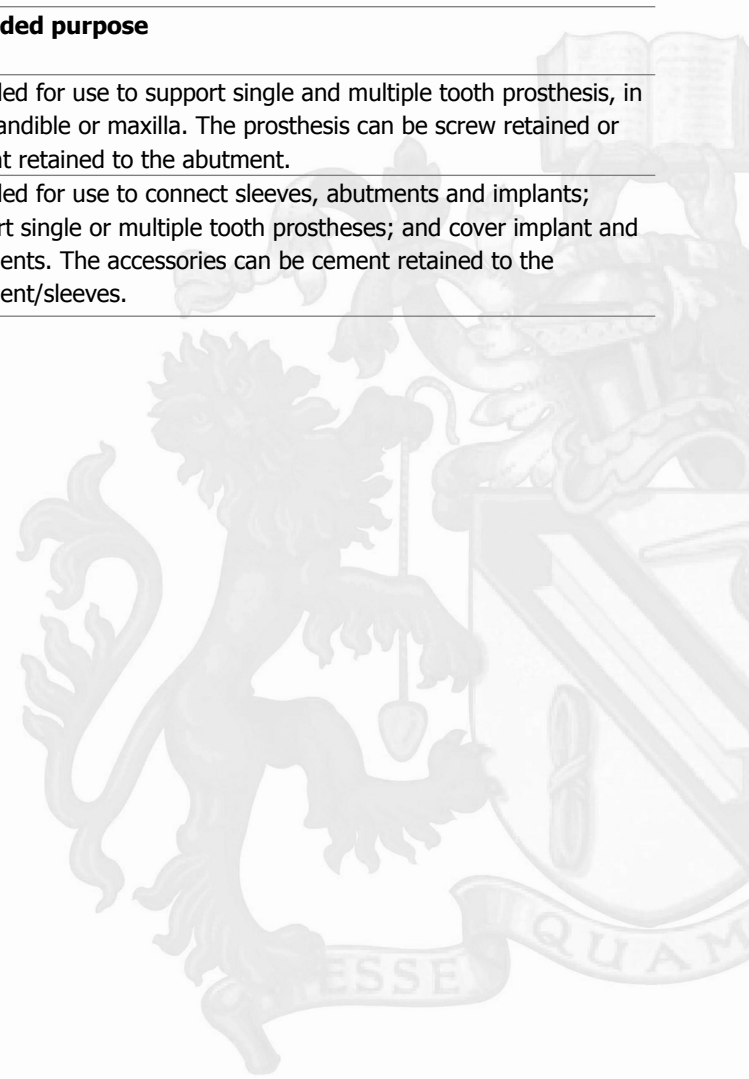 ded purpose
led for use to support single and multiple tooth prosthesis, in
andible or maxilla. The prosthesis can be screw retained or
t retained to the abutment.
led for use to connect sleeves, abutments and implants;
rt single or multiple tooth prostheses; and cover implant and
ents. The accessories can be cement retained to the
ent/sleeves.
ESSE QUAM